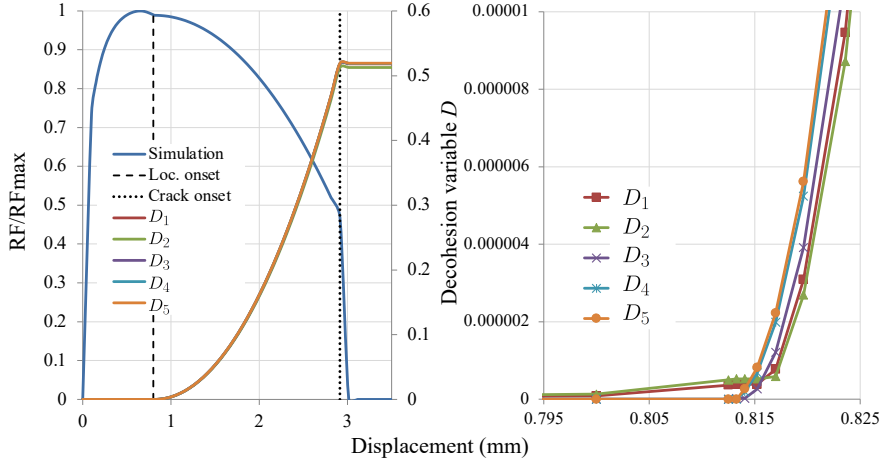 RF/RFmax
1
0.9
0.8
0.7
0.6
0.5
0.4
0.3
0.2
0.1
0
0 1 2 3
Simulation
Loc. onset
Crack onset
D1
D2
D3
D4
D5
0.6
0.5
0.4
0.3
0.2
0.1
0
Decohesion variable D
0.00001
0.000008
0.000006
0.000004
0.000002
0
D1
D2
D3
D4
D5
0.795 0.805 0.815 0.825
Displacement (mm)